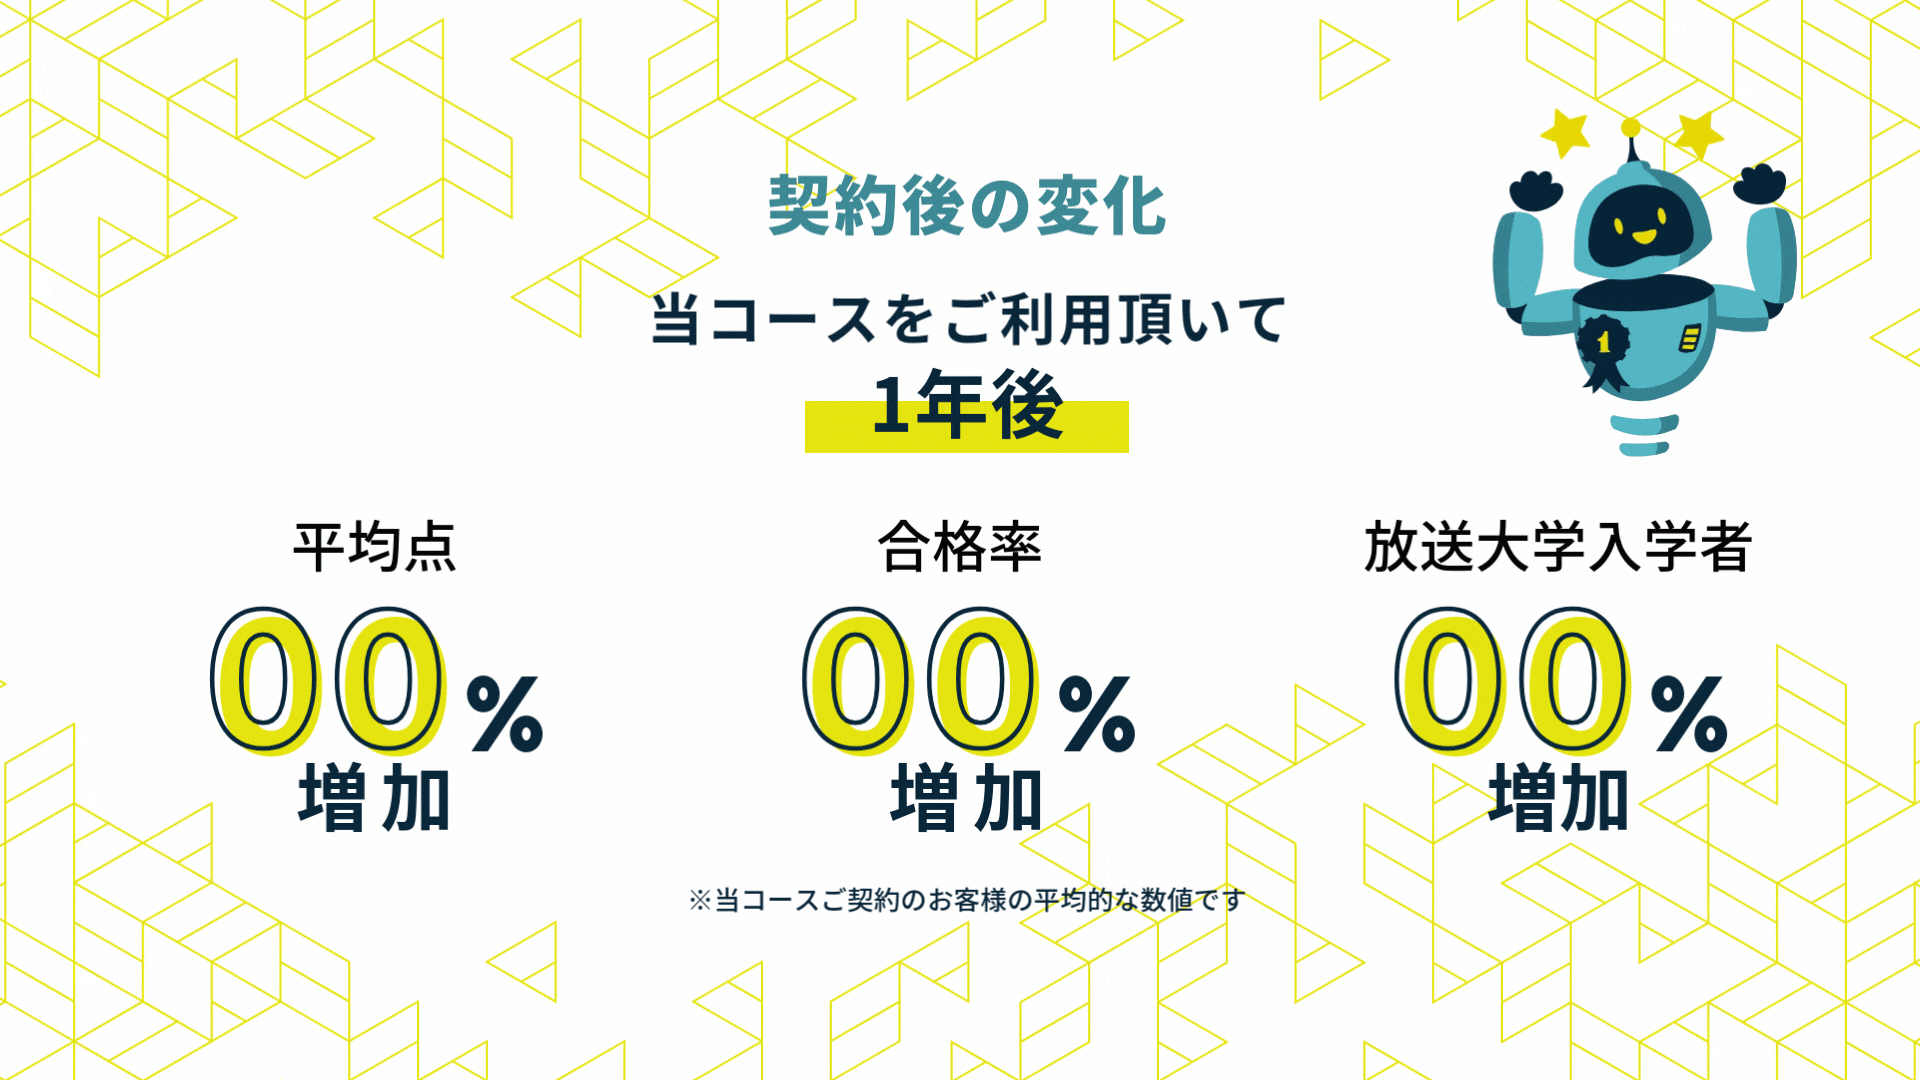 契約後の変化
当コースをご利用頂いて
1年後
1
平均点
00%
増加
合格率
00%
増加
放送大学入学者
00%
増加
※当コースご契約のお客様の平均的な数値です